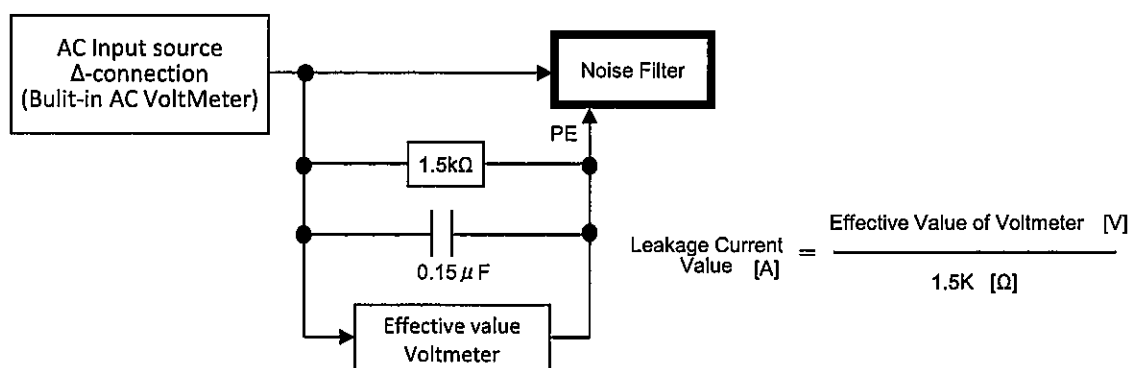 AC Input source
Δ-connection
(Bulit-in AC VoltMeter)
Noise Filter
PE
1.5kΩ
0.15μF
Effective value
Voltmeter
Leakage Current
Value [A]
=
Effective Value of Voltmeter [V]
1.5K [Ω]